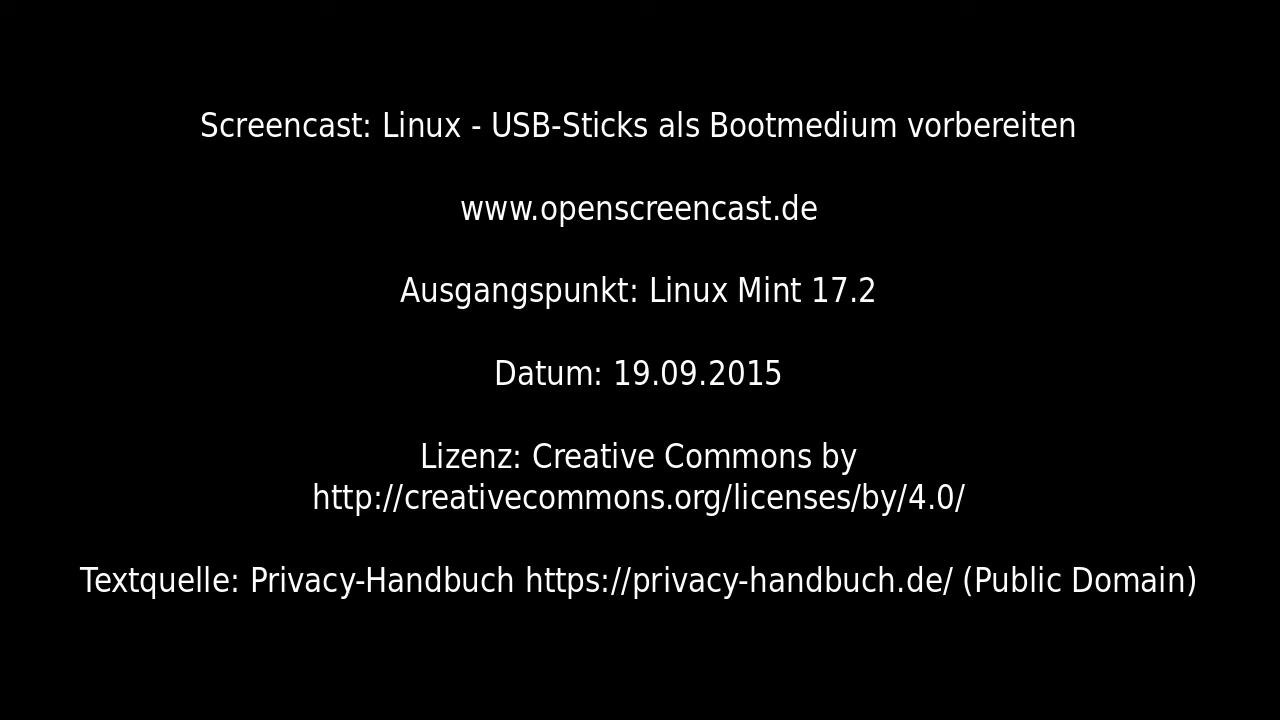 Screencast: Linux - USB-Sticks als Bootmedium vorbereiten
www.openscreencast.de
Ausgangspunkt: Linux Mint 17.2
Datum: 19.09.2015
Lizenz: Creative Commons by
http://creativecommons.org/licenses/by/4.0/
Textquelle: Privacy-Handbuch https://privacy-handbuch.de/ (Public Domain)